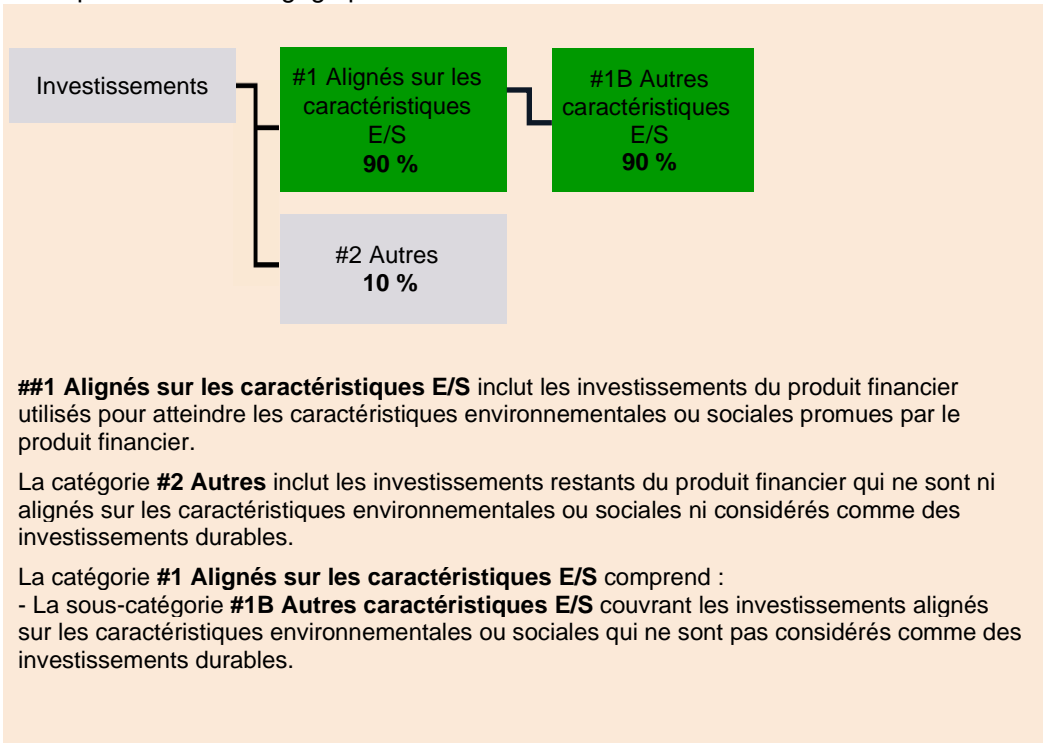 Investissements
#1 Alignés sur les
caractéristiques
E/S
90 %
#1B Autres
caractéristiques
E/S
90 %
#2 Autres
10 %
##1 Alignés sur les caractéristiques E/S inclut les investissements du produit financier
utilisés pour atteindre les caractéristiques environnementales ou sociales promues par le
produit financier.
La catégorie #2 Autres inclut les investissements restants du produit financier qui ne sont ni
alignés sur les caractéristiques environnementales ou sociales ni considérés comme des
investissements durables.
La catégorie #1 Alignés sur les caractéristiques E/S comprend :
- La sous-catégorie #1B Autres caractéristiques E/S couvrant les investissements alignés
sur les caractéristiques environnementales ou sociales qui ne sont pas considérés comme des
investissements durables.